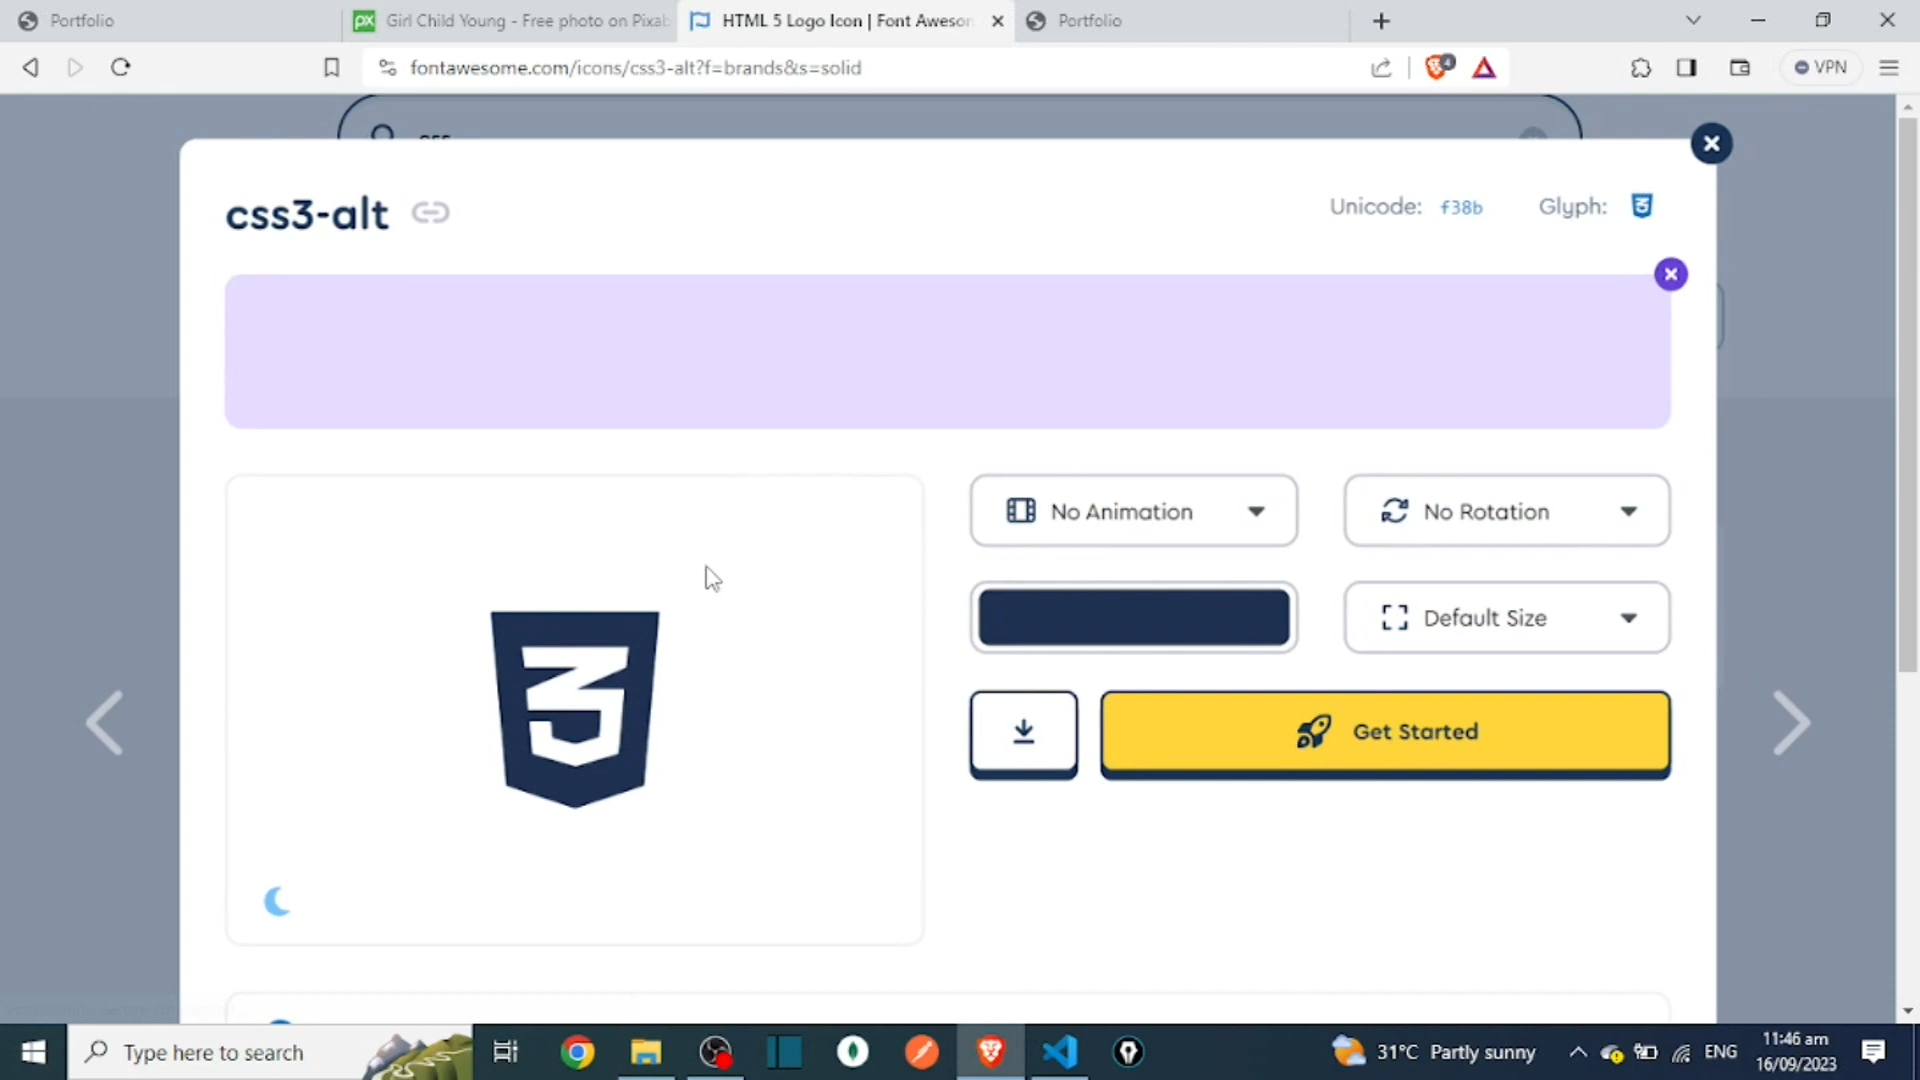 Portfolio
Girl Child Young - Free photo on Pixab
HTML 5 Logo Icon | Font Awesom
Portfolio
fontawesome.com/icons/css3-alt?f=brands&s=solid
4
VPN
css
css3-alt
Unicode: f38b
Glyph:
No Animation
No Rotation
Default Size
Get Started
Type here to search
31°C Partly sunny
ENG
11:46 am
16/09/2023